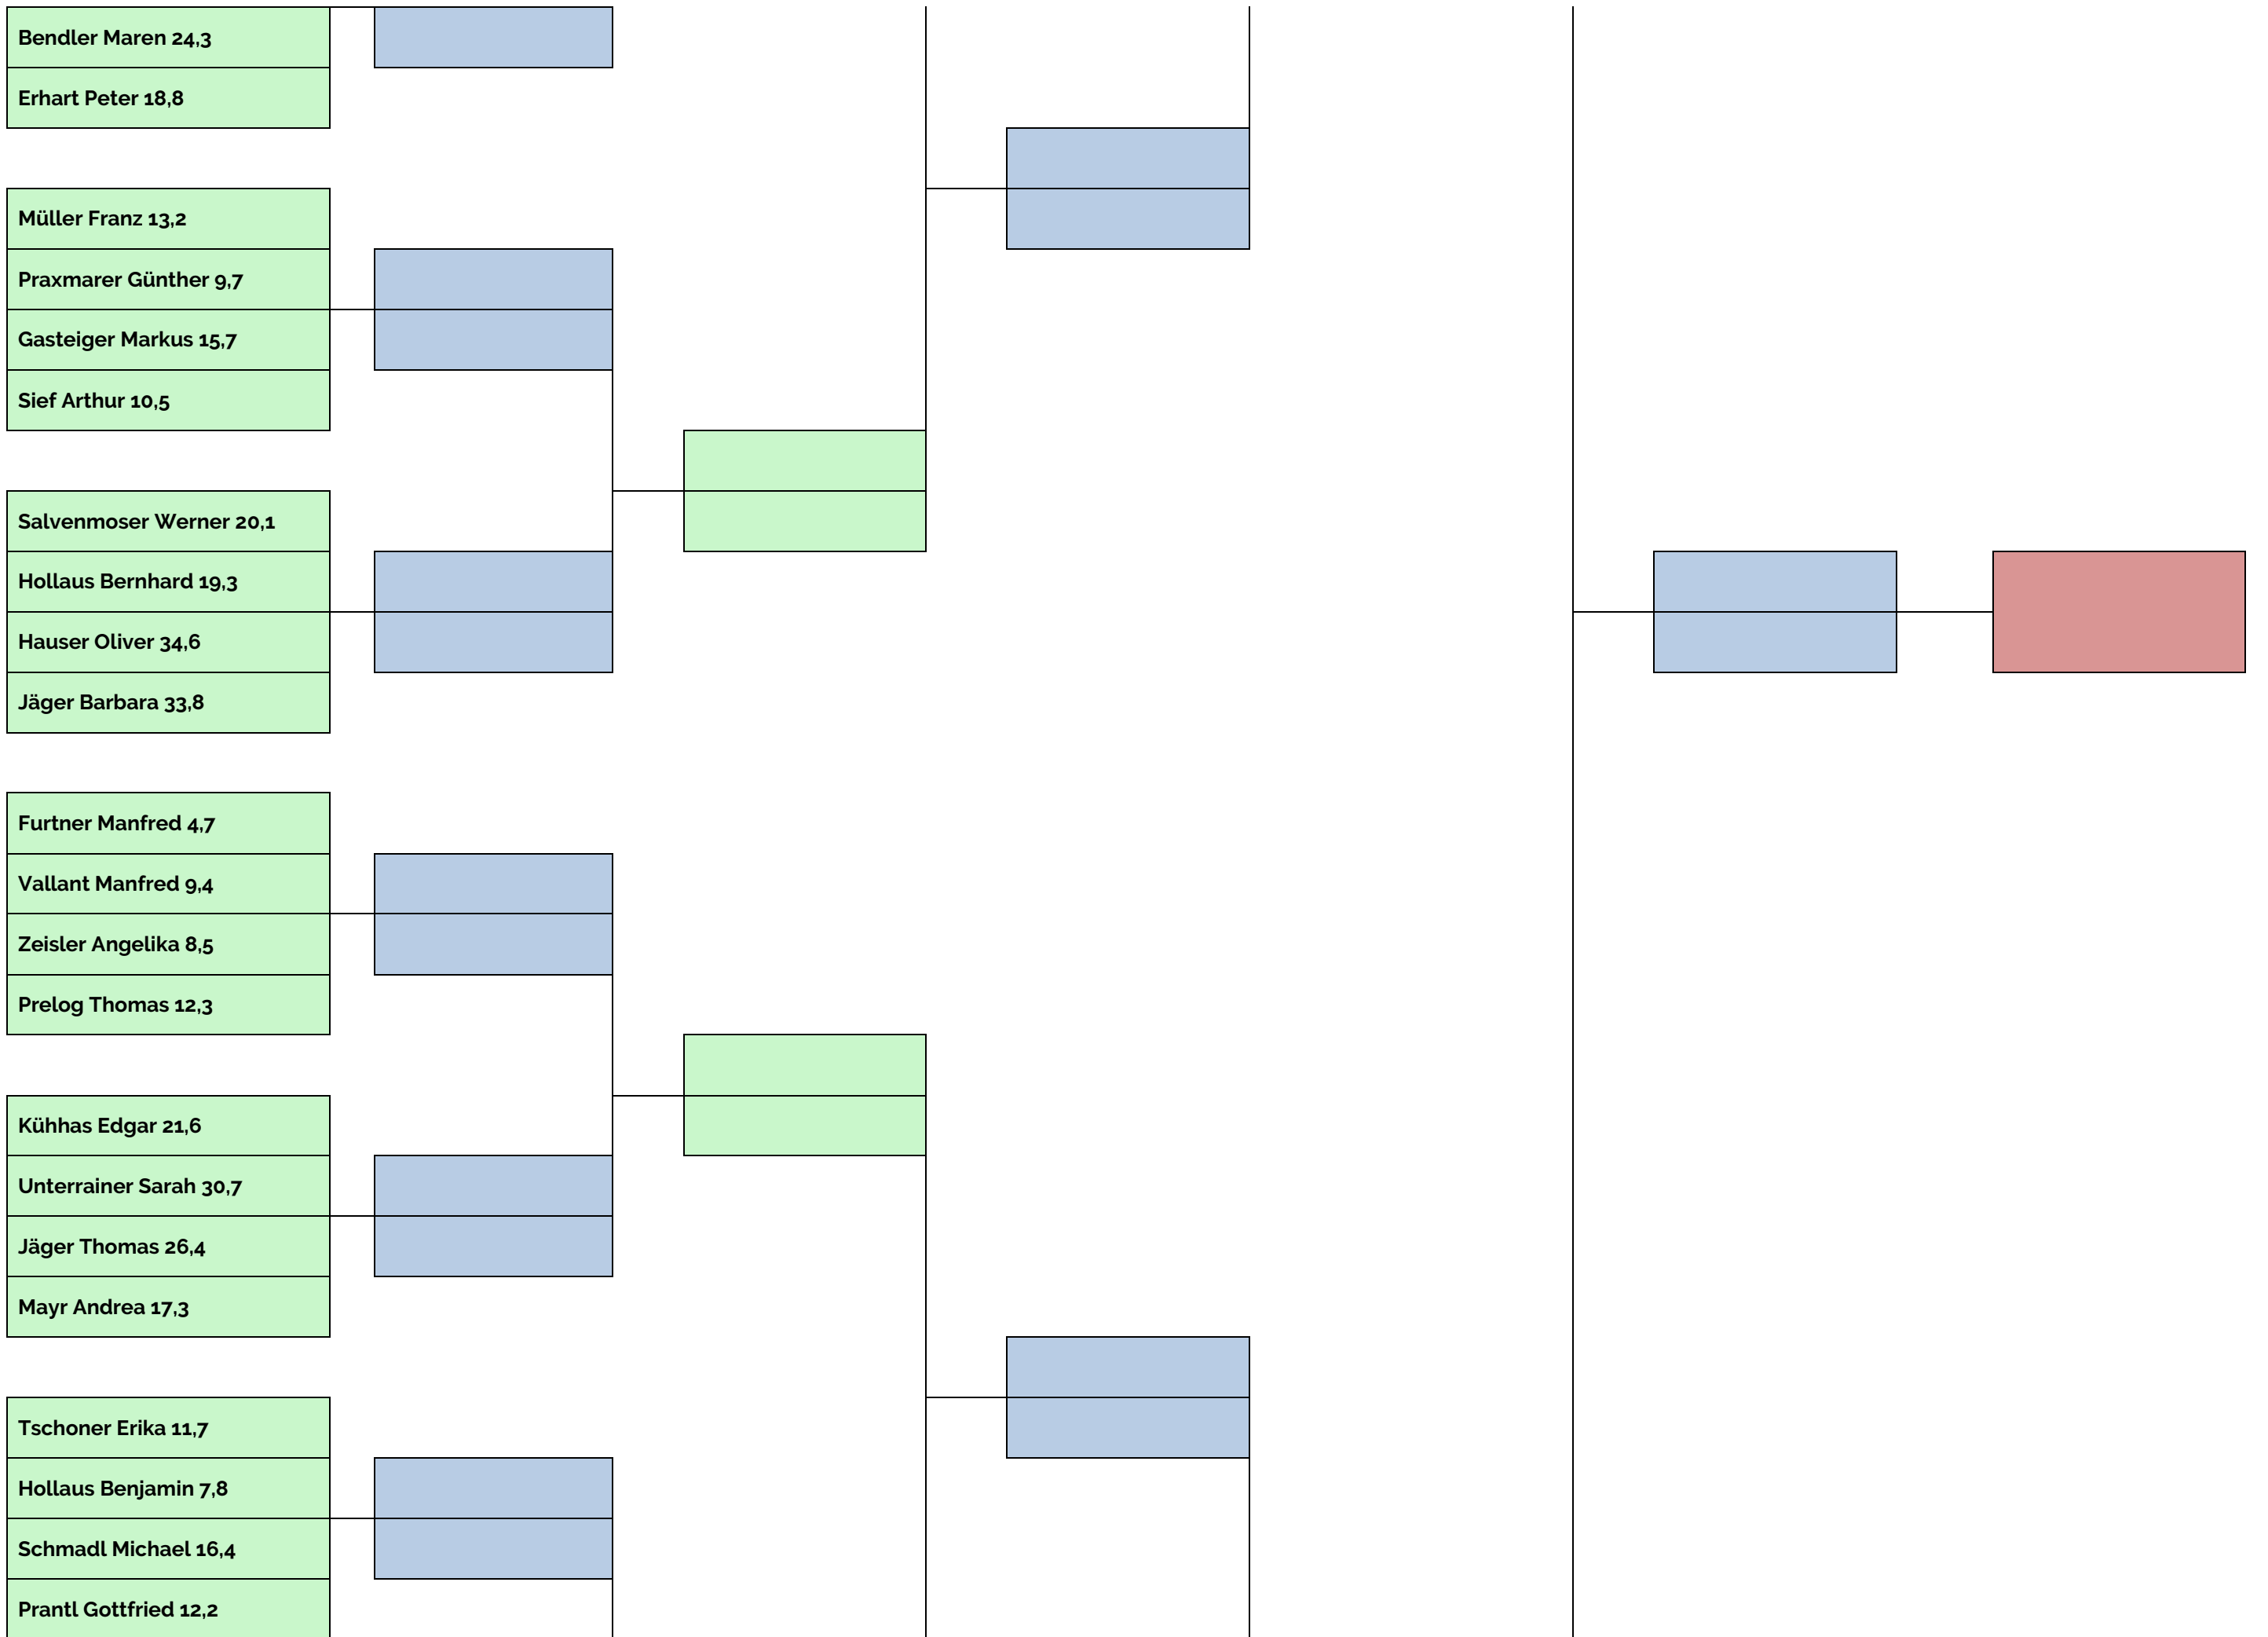 Bendler Maren 24,3
Erhart Peter 18,8
Müller Franz 13,2
Praxmarer Günther 9,7
Gasteiger Markus 15,7
Sief Arthur 10,5
Salvenmoser Werner 20,1
Hollaus Bernhard 19,3
Hauser Oliver 34,6
Jäger Barbara 33,8
Furtner Manfred 4,7
Vallant Manfred 9,4
Zeisler Angelika 8,5
Prelog Thomas 12,3
Kühhas Edgar 21,6
Unterrainer Sarah 30,7
Jäger Thomas 26,4
Mayr Andrea 17,3
Tschoner Erika 11,7
Hollaus Benjamin 7,8
Schmadl Michael 16,4
Prantl Gottfried 12,2